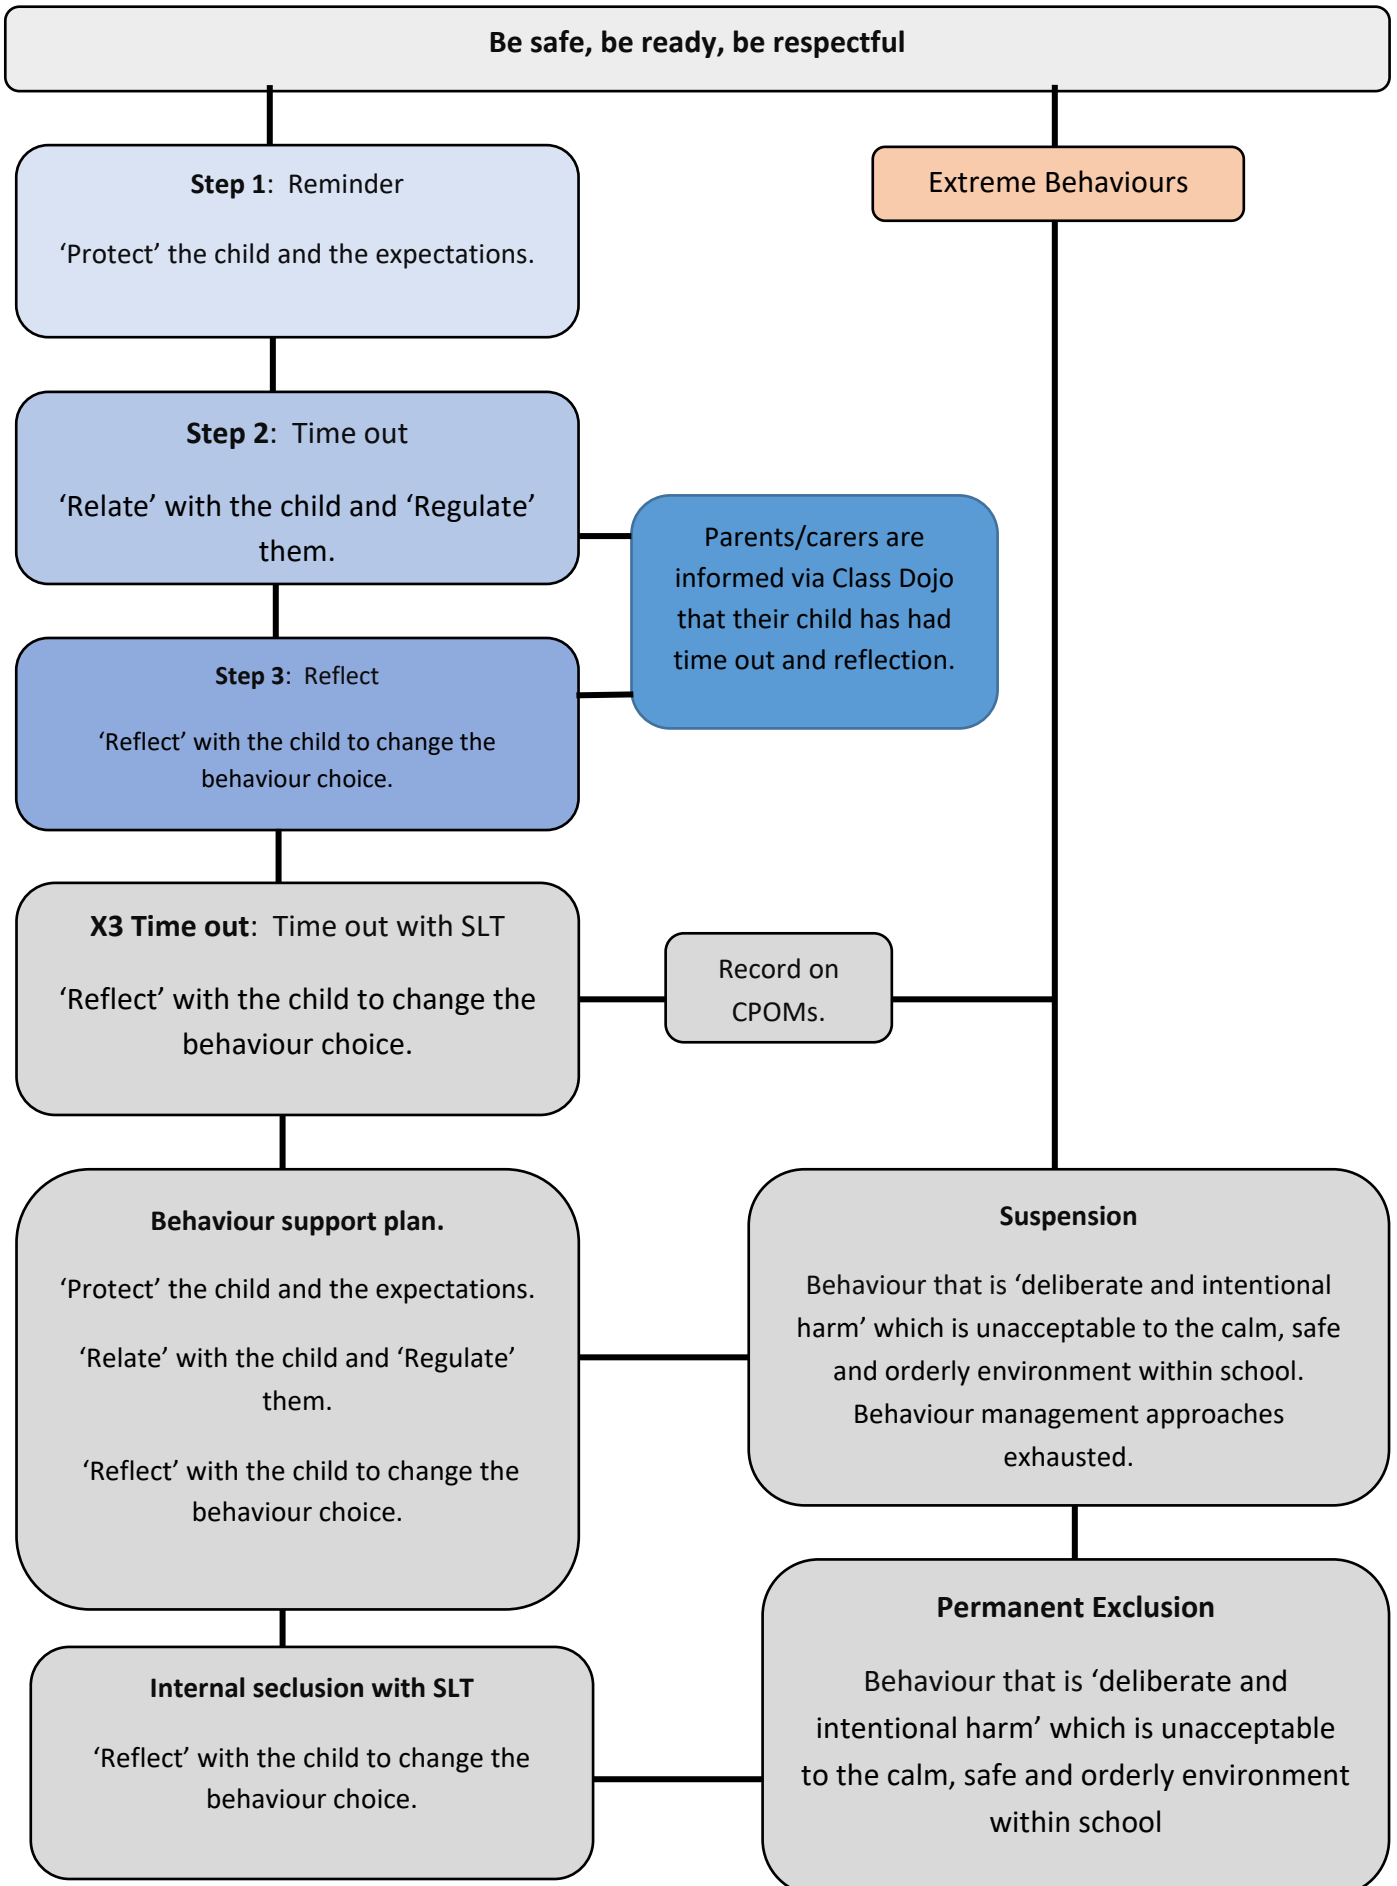 Be safe, be ready, be respectful
Step 1:  Reminder
‘Protect’ the child and the expectations.
Extreme Behaviours
Step 2:  Time out
‘Relate’ with the child and ‘Regulate’
them.
Parents/carers are
informed via Class Dojo
that their child has had
time out and reflection.
Step 3:  Reflect
‘Reflect’ with the child to change the
behaviour choice.
X3 Time out:  Time out with SLT
‘Reflect’ with the child to change the
behaviour choice.
Record on
CPOMs.
Behaviour support plan.
‘Protect’ the child and the expectations.
‘Relate’ with the child and ‘Regulate’
them.
‘Reflect’ with the child to change the
behaviour choice.
Suspension
Behaviour that is ‘deliberate and intentional
harm’ which is unacceptable to the calm, safe
and orderly environment within school.
Behaviour management approaches
exhausted.
Internal seclusion with SLT
‘Reflect’ with the child to change the
behaviour choice.
Permanent Exclusion
Behaviour that is ‘deliberate and
intentional harm’ which is unacceptable
to the calm, safe and orderly environment
within school